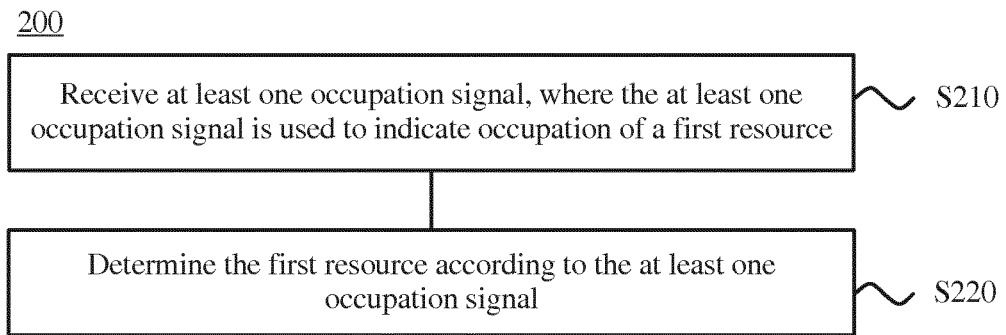 200
Receive at least one occupation signal, where the at least one
occupation signal is used to indicate occupation of a first resource
S210
Determine the first resource according to the at least one
occupation signal
S220